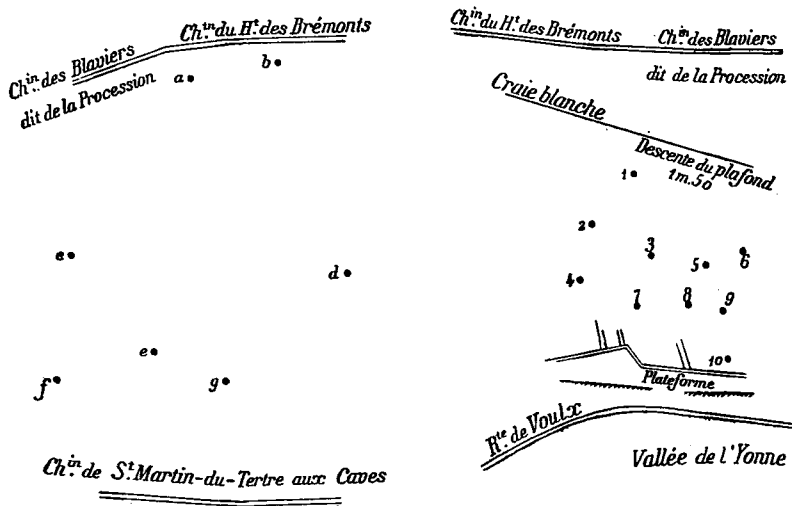 Ch.in du H.t des Brémonts
Ch.in des Blaviers
dit de la Procession
a
b
e
d
e
f
g
Ch.in de S.t Martin-du-Tertre aux Caves
Ch.in du H.t des Brémonts
Ch.in des Blaviers
dit de la Procession
Craie blanche
Descente du plafond
1m.50
1
2
3
4
5
6
7
8
9
10
Plateforme
R.te de Voulx
Vallée de l'Yonne